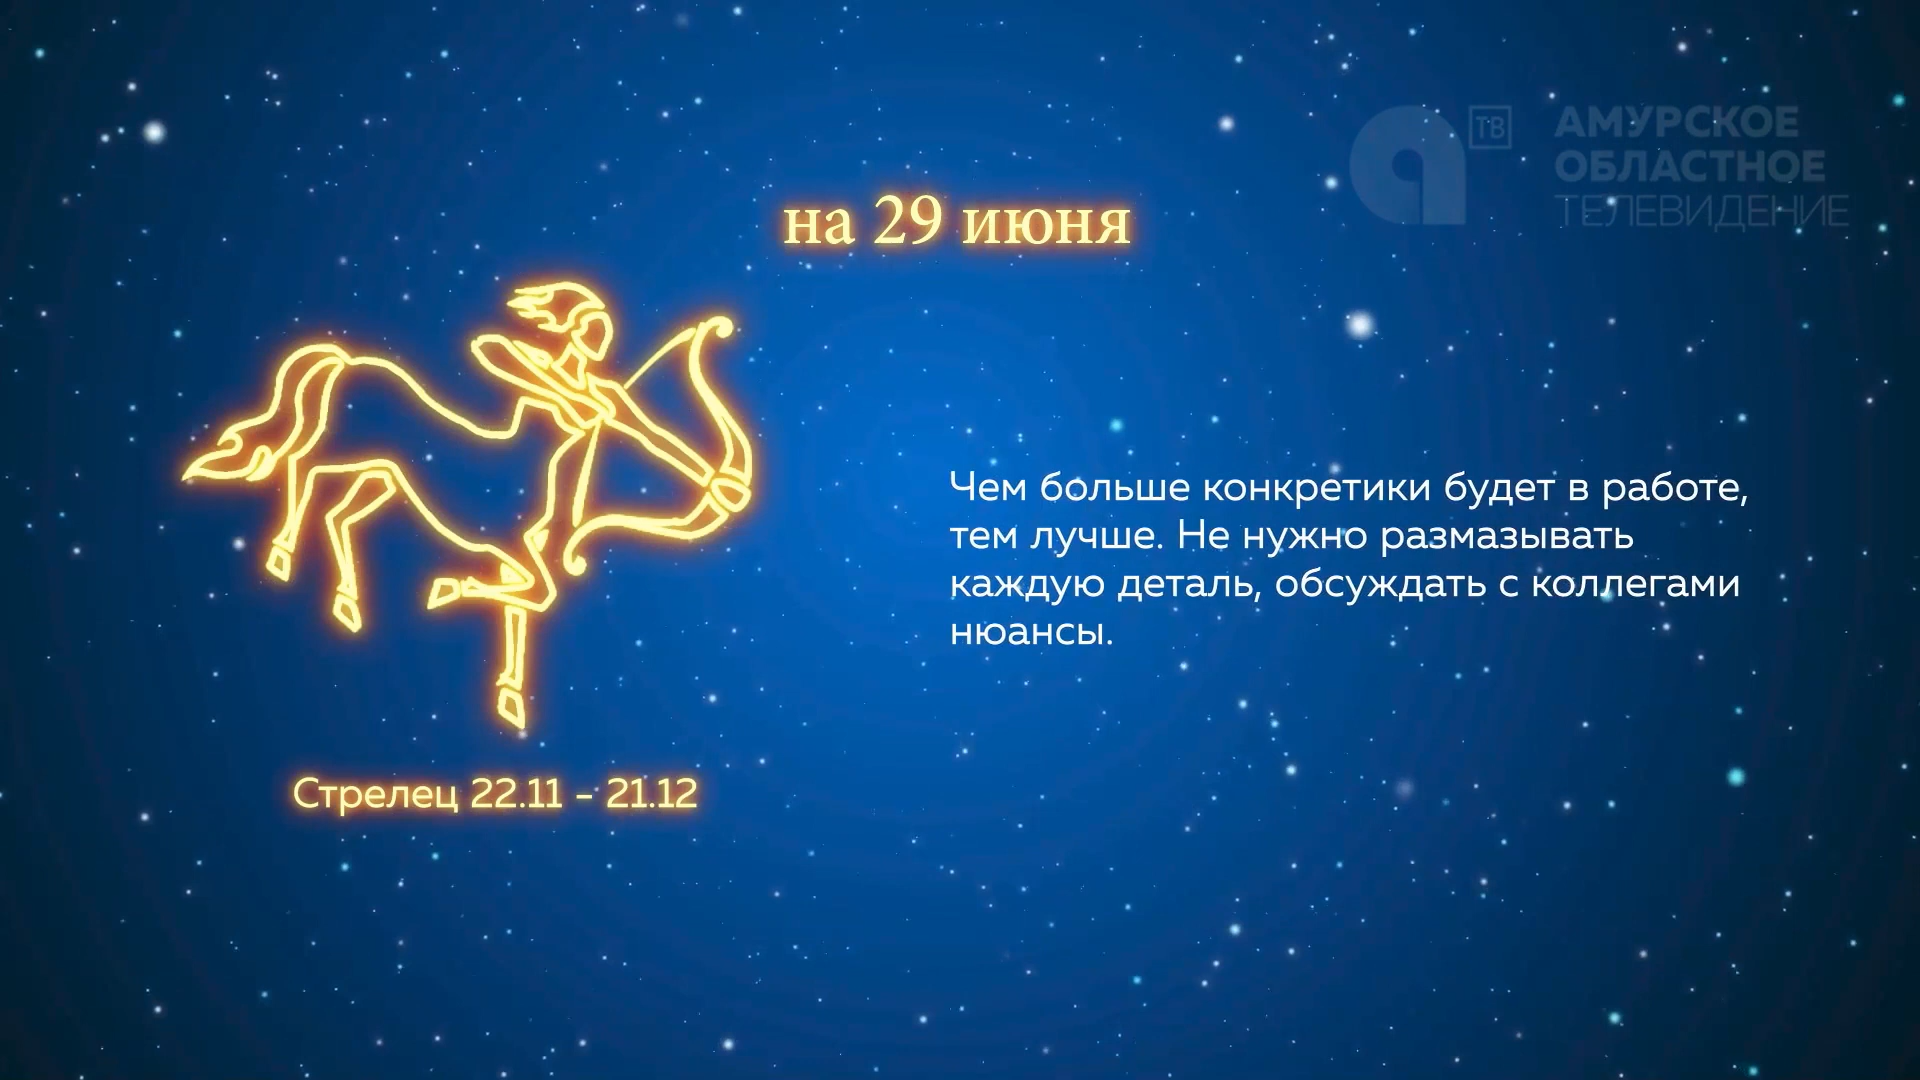 ТВ
АМУРСКОЕ
ОБЛАСТНОЕ
ТЕЛЕВИДЕНИЕ
на 29 июня
Чем больше конкретики будет в работе,
тем лучше. Не нужно размазывать
каждую деталь, обсуждать с коллегами
нюансы.
Стрелец 22.11 - 21.12